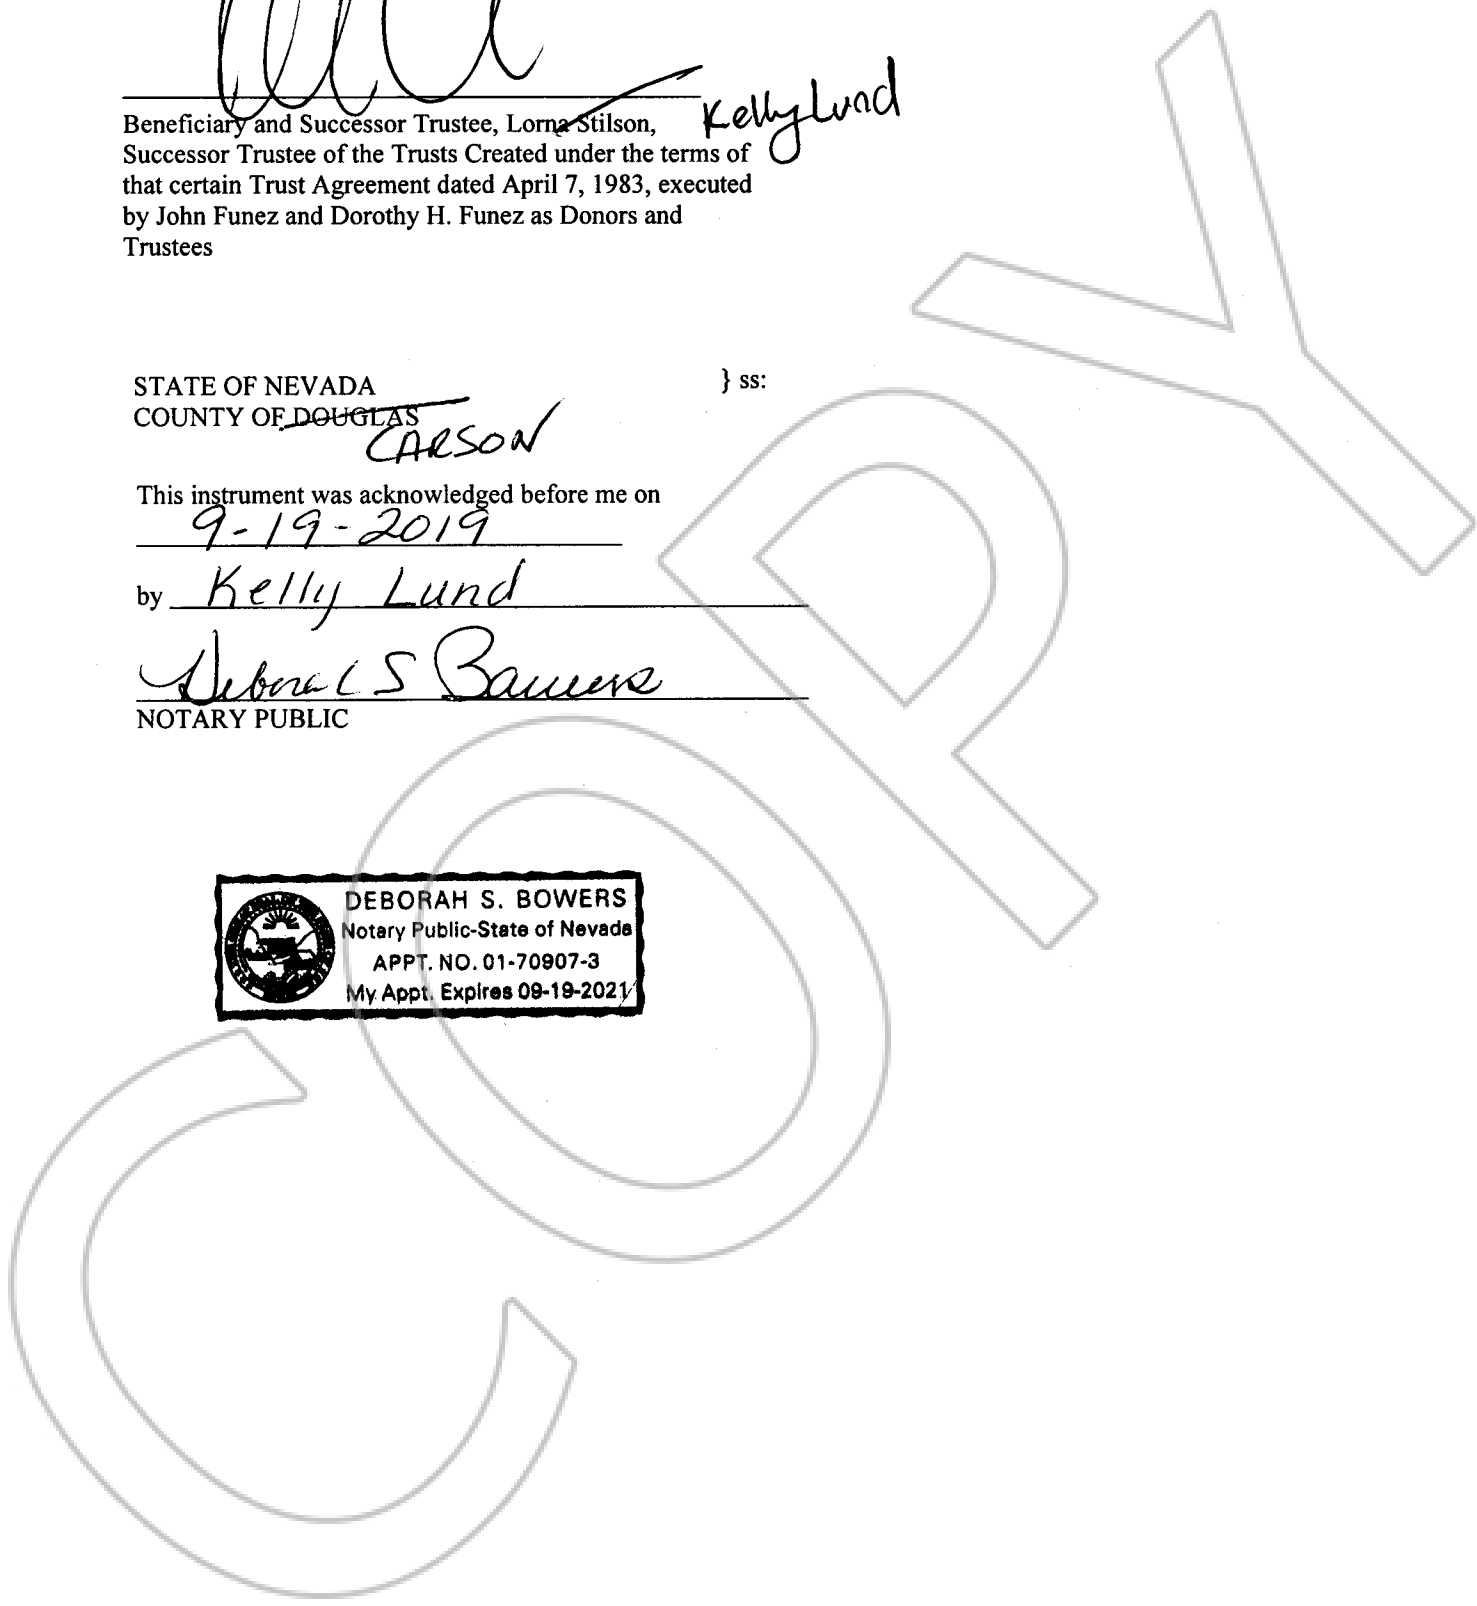 Beneficiary and Successor Trustee, Lorna Stilson, Kelly Lund
Successor Trustee of the Trusts Created under the terms of
that certain Trust Agreement dated April 7, 1983, executed
by John Funez and Dorothy H. Funez as Donors and
Trustees
STATE OF NEVADA } ss:
COUNTY OF DOUGLAS
CARSON
This instrument was acknowledged before me on
9-19-2019
by Kelly Lund
Deborah S Bowers
NOTARY PUBLIC
DEBORAH S. BOWERS
Notary Public-State of Nevada
APPT. NO. 01-70907-3
My Appt. Expires 09-19-2021
COPY